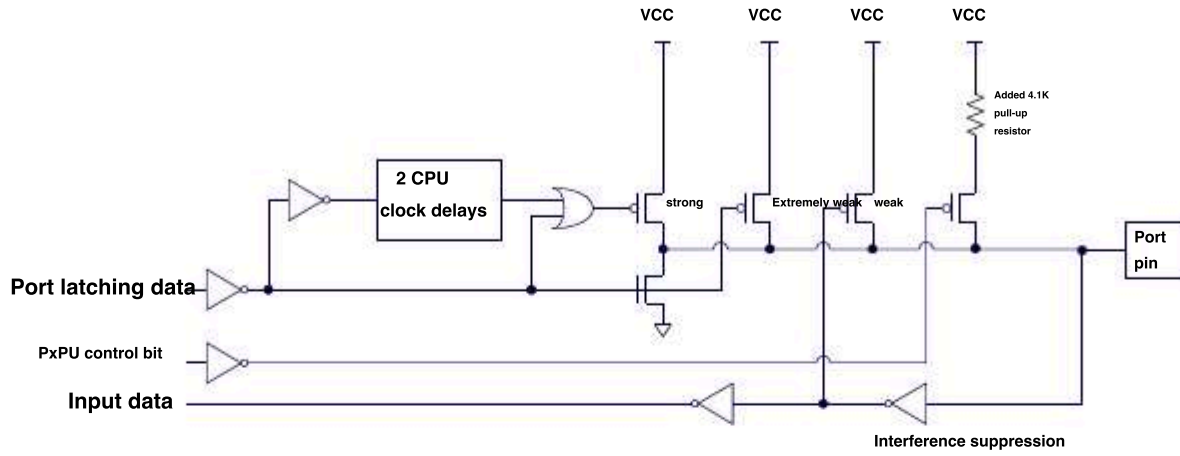 VCC VCC VCC VCC
Added 4.1K
pull-up
resistor
2 CPU
clock delays
strong Extremely weak weak
Port
pin
Port latching data
PxPU control bit
Input data
Interference suppression